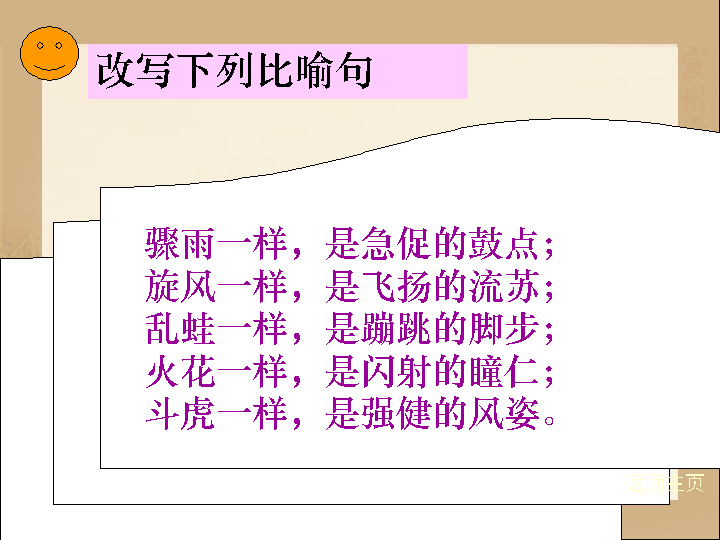 改写下列比喻句
骤雨一样，是急促的鼓点；
旋风一样，是飞扬的流苏；
乱蛙一样，是蹦跳的脚步；
火花一样，是闪射的瞳仁；
斗虎一样，是强健的风姿。
返回主页